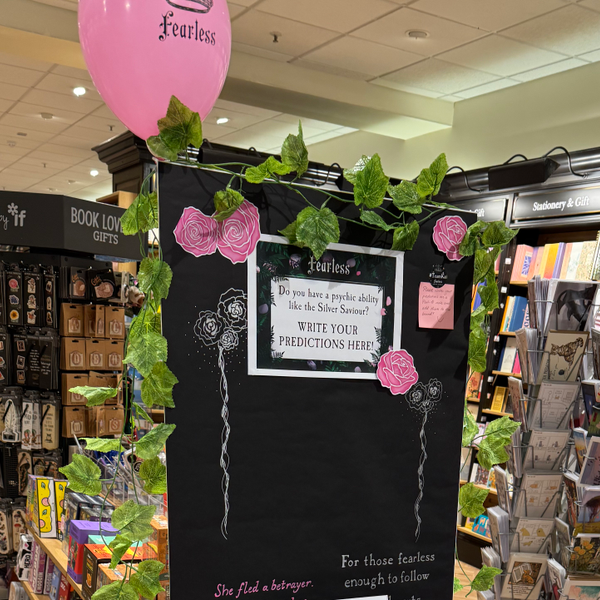 Fearless
if
BOOK LOV
GIFTS
Stationery & Gift
Fearless
Do you have a psychic ability
like the Silver Saviour?
WRITE YOUR
PREDICTIONS HERE!
For those fearless
enough to follow
She fled a betrayer.